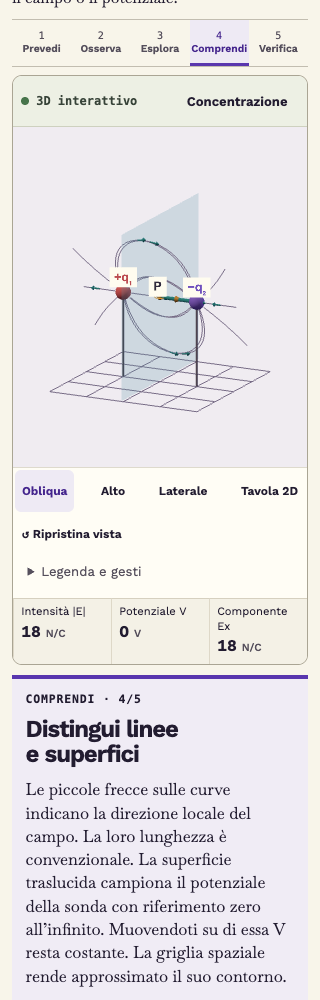 1 2 3 4 5
Prevedi Osserva Esplora Comprendi Verifica
3D interattivo Concentrazione
+q₁ P −q₂
Obliqua Alto Laterale Tavola 2D
↺ Ripristina vista
▶ Legenda e gesti
Intensità |E| Potenziale V Componente Ex
18 N/C 0 V 18 N/C
COMPRENDI · 4/5
Distingui linee
e superfici
Le piccole frecce sulle curve
indicano la direzione locale del
campo. La loro lunghezza è
convenzionale. La superficie
traslucida campiona il potenziale
della sonda con riferimento zero
all'infinito. Muovendoti su di essa V
resta costante. La griglia spaziale
rende approssimato il suo contorno.